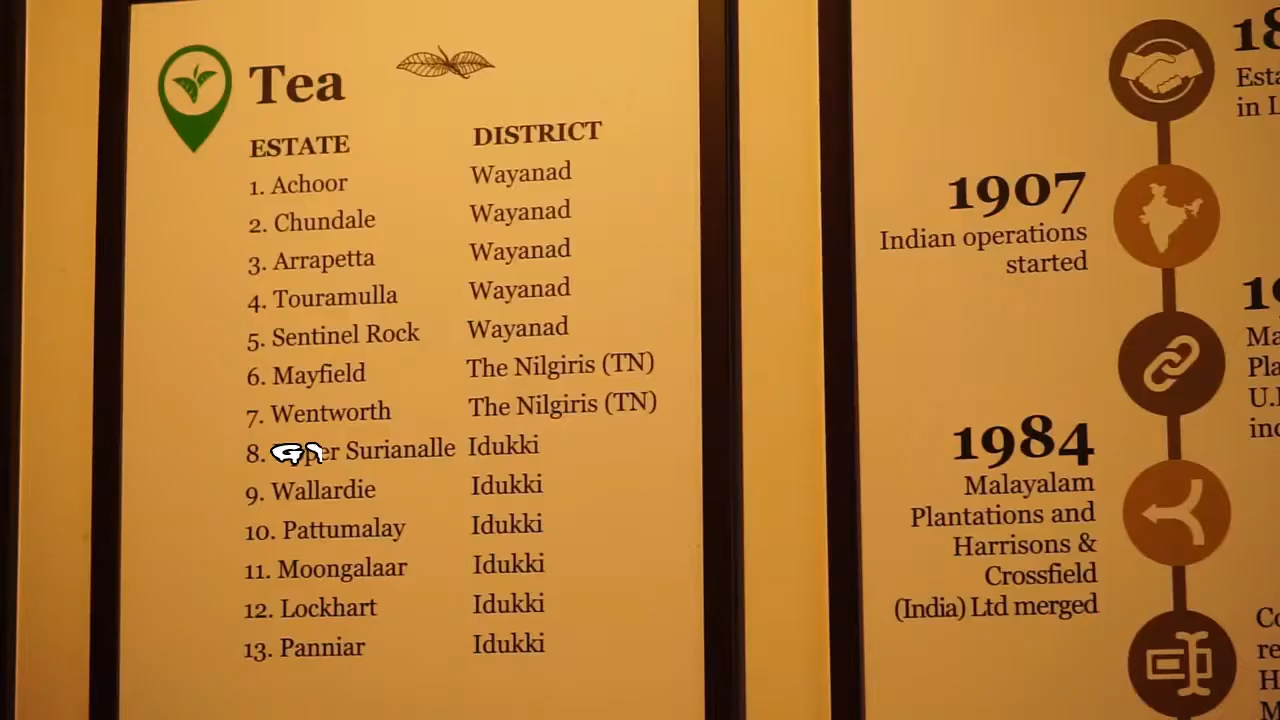 Tea
ESTATE DISTRICT
1. Achoor Wayanad
2. Chundale Wayanad
3. Arrapetta Wayanad
4. Touramulla Wayanad
5. Sentinel Rock Wayanad
6. Mayfield The Nilgiris (TN)
7. Wentworth The Nilgiris (TN)
8. Surianalle Idukki
9. Wallardie Idukki
10. Pattumalay Idukki
11. Moongalaar Idukki
12. Lockhart Idukki
13. Panniar Idukki
in
1907
Indian operations
started
1984
Malayalam
Plantations and
Harrisons &
Crossfield
(India) Ltd merged